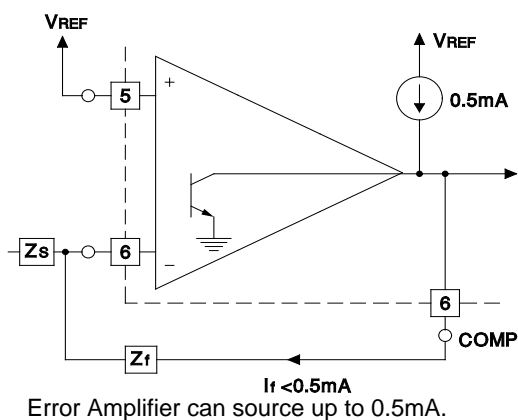 VREF
VREF
5
+
0.5mA
Zs
6
−
6
COMP
Zf
If <0.5mA
Error Amplifier can source up to 0.5mA.